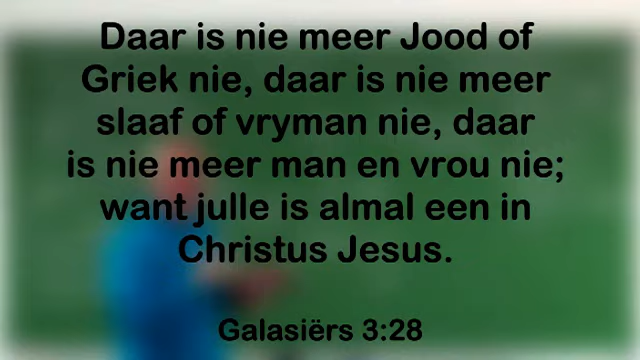 Daar is nie meer Jood of
Griek nie, daar is nie meer
slaaf of vryman nie, daar
is nie meer man en vrou nie;
want julle is almal een in
Christus Jesus.
Galasiërs 3:28